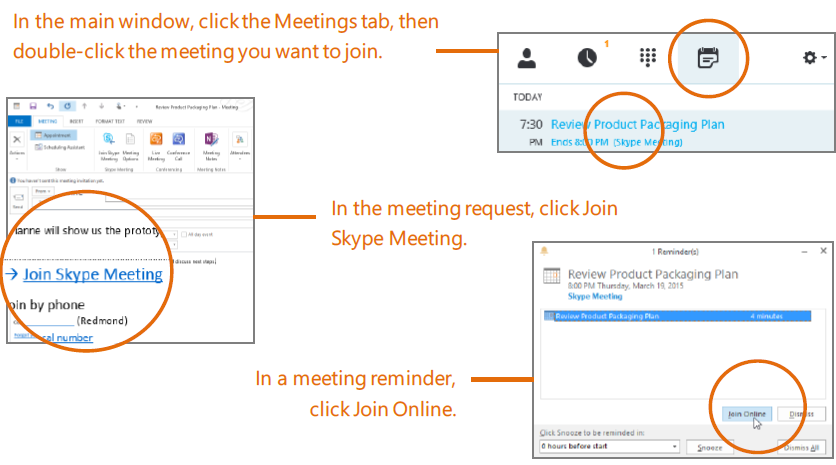 In the main window, click the Meetings tab, then
double-click the meeting you want to join.
1
TODAY
7:30 Review Product Packaging Plan
PM Ends 8:00 PM (Skype Meeting)
Review Product Packaging Plan - Meeting
FILE MEETING INSERT FORMAT TEXT REVIEW
Appointment
Scheduling Assistant
Join Skype Meeting Live Conference Meeting Attendees
Meeting Options Meeting Call Notes
Show Skype Meeting Conferencing Meeting Notes
You haven't sent this meeting invitation yet.
Send
All day event
anne will show us the prototy
discuss next steps.
→ Join Skype Meeting
oin by phone
(Redmond)
cal number
In the meeting request, click Join
Skype Meeting.
1 Reminder(s)
Review Product Packaging Plan
8:00 PM Thursday, March 19, 2015
Skype Meeting
Review Product Packaging Plan 4 minutes
Join Online Dismiss
Click Snooze to be reminded in:
0 hours before start Snooze Dismiss All
In a meeting reminder,
click Join Online.